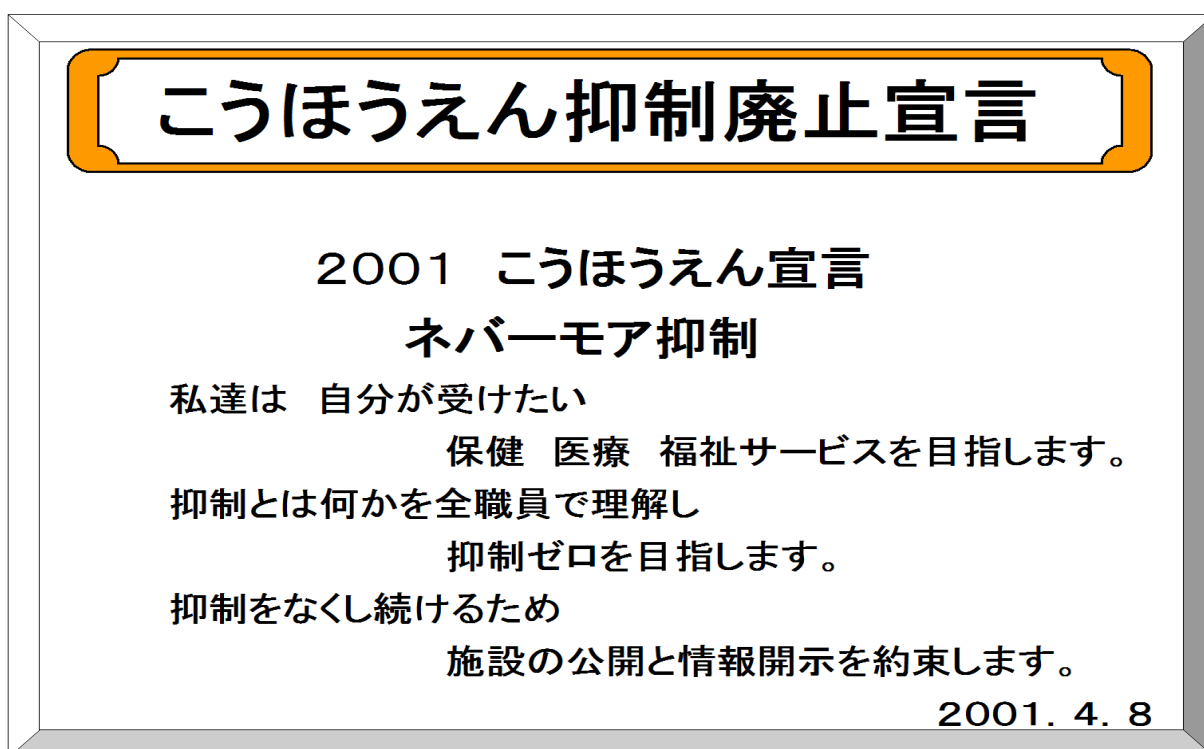 こうほうえん抑制廃止宣言
２００１　こうほうえん宣言
ネバーモア抑制
私達は　自分が受けたい
保健　医療　福祉サービスを目指します。
抑制とは何かを全職員で理解し
抑制ゼロを目指します。
抑制をなくし続けるため
施設の公開と情報開示を約束します。
２００１．４．８